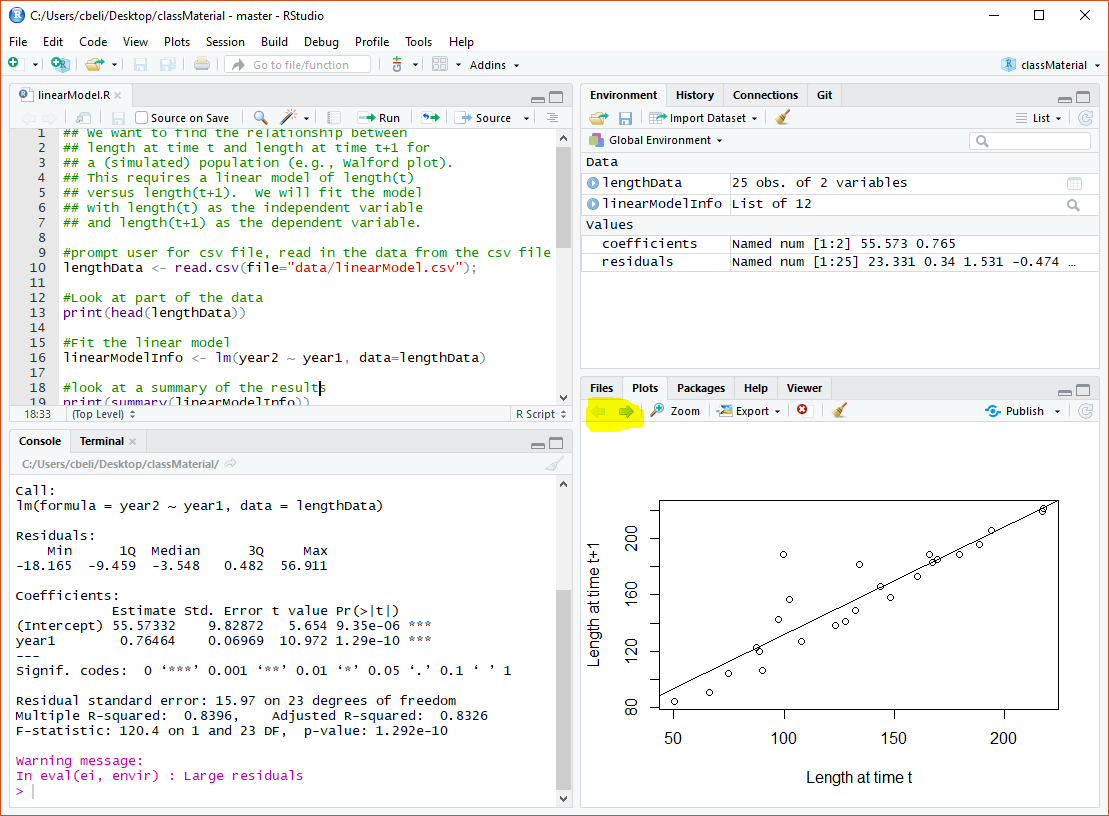 C:/Users/cbeli/Desktop/classMaterial - master - RStudio
File Edit Code View Plots Session Build Debug Profile Tools Help
Go to file/function Addins classMaterial
linearModel.R
Source on Save Run Source
1 ## We want to find the relationship between
2 ## length at time t and length at time t+1 for
3 ## a (simulated) population (e.g., Walford plot).
4 ## This requires a linear model of length(t)
5 ## versus length(t+1).  We will fit the model
6 ## with length(t) as the independent variable
7 ## and length(t+1) as the dependent variable.
8
9 #prompt user for csv file, read in the data from the csv file
10 lengthData <- read.csv(file="data/linearModel.csv");
11
12 #Look at part of the data
13 print(head(lengthData))
14
15 #Fit the linear model
16 linearModelInfo <- lm(year2 ~ year1, data=lengthData)
17
18 #look at a summary of the results
19 print(summary(linearModelInfo))
18:33 (Top Level) R Script
Console Terminal
C:/Users/cbeli/Desktop/classMaterial/
Call:
lm(formula = year2 ~ year1, data = lengthData)
Residuals:
    Min      1Q  Median      3Q     Max
-18.165  -9.459  -3.548   0.482  56.911
Coefficients:
            Estimate Std. Error t value Pr(>|t|)
(Intercept) 55.57332    9.82872   5.654 9.35e-06 ***
year1        0.76464    0.06969  10.972 1.29e-10 ***
---
Signif. codes:  0 ‘***’ 0.001 ‘**’ 0.01 ‘*’ 0.05 ‘.’ 0.1 ‘ ’ 1
Residual standard error: 15.97 on 23 degrees of freedom
Multiple R-squared:  0.8396,    Adjusted R-squared:  0.8326
F-statistic: 120.4 on 1 and 23 DF,  p-value: 1.292e-10
Warning message:
In eval(ei, envir) : Large residuals
>
Environment History Connections Git
Import Dataset List
Global Environment
Data
lengthData 25 obs. of 2 variables
linearModelInfo List of 12
Values
coefficients Named num [1:2] 55.573 0.765
residuals Named num [1:25] 23.331 0.34 1.531 -0.474 …
Files Plots Packages Help Viewer
Zoom Export Publish
Length at time t+1
200
160
120
80
50 100 150 200
Length at time t